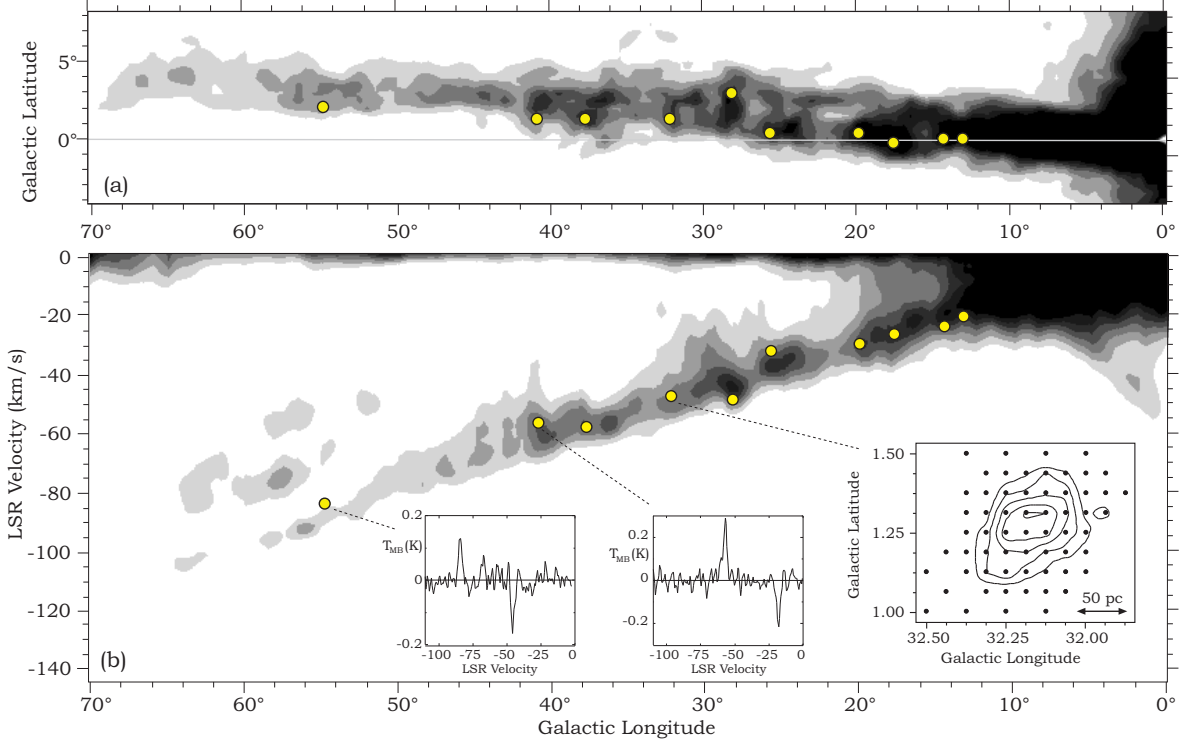 Galactic Latitude
5°
0°
(a)
70° 60° 50° 40° 30° 20° 10° 0°
LSR Velocity (km/s)
0
-20
-40
-60
-80
-100
-120
-140
(b)
0.2
T_MB (K)
0
-0.2
-100 -75 -50 -25 0
LSR Velocity
0.2
T_MB (K)
0
-0.2
-100 -75 -50 -25 0
LSR Velocity
Galactic Latitude
1.50
1.25
1.00
50 pc
32.50 32.25 32.00
Galactic Longitude
70° 60° 50° 40° 30° 20° 10° 0°
Galactic Longitude